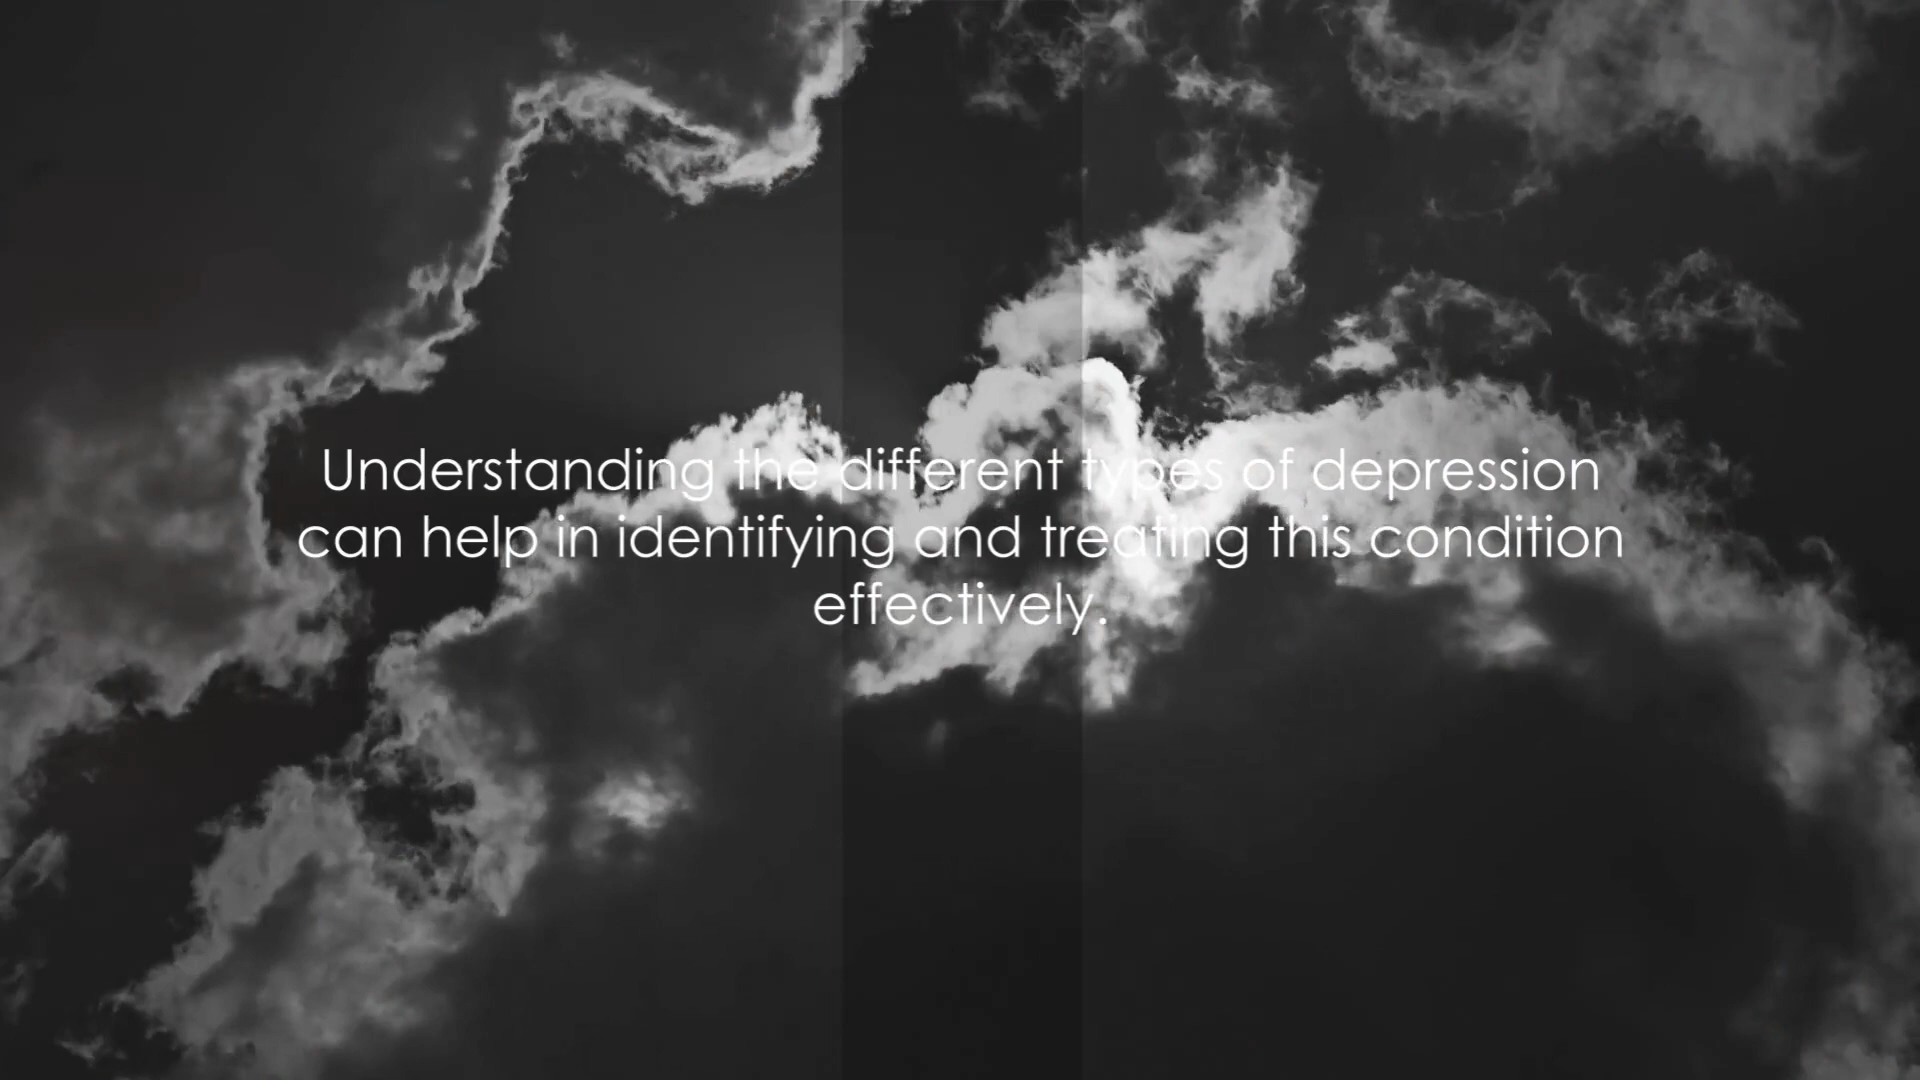 Understanding the different types of depression
can help in identifying and treating this condition
effectively.